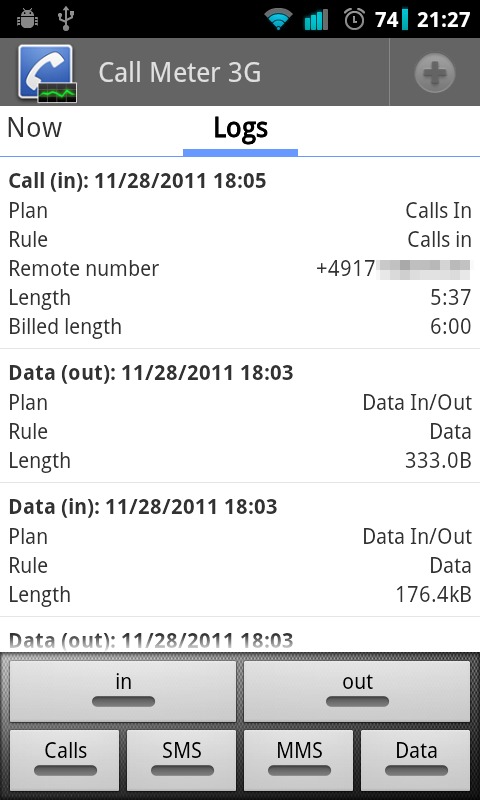 74 21:27
Call Meter 3G
Now Logs
Call (in): 11/28/2011 18:05
Plan Calls In
Rule Calls in
Remote number +4917
Length 5:37
Billed length 6:00
Data (out): 11/28/2011 18:03
Plan Data In/Out
Rule Data
Length 333.0B
Data (in): 11/28/2011 18:03
Plan Data In/Out
Rule Data
Length 176.4kB
Data (out): 11/28/2011 18:03
in out
Calls SMS MMS Data